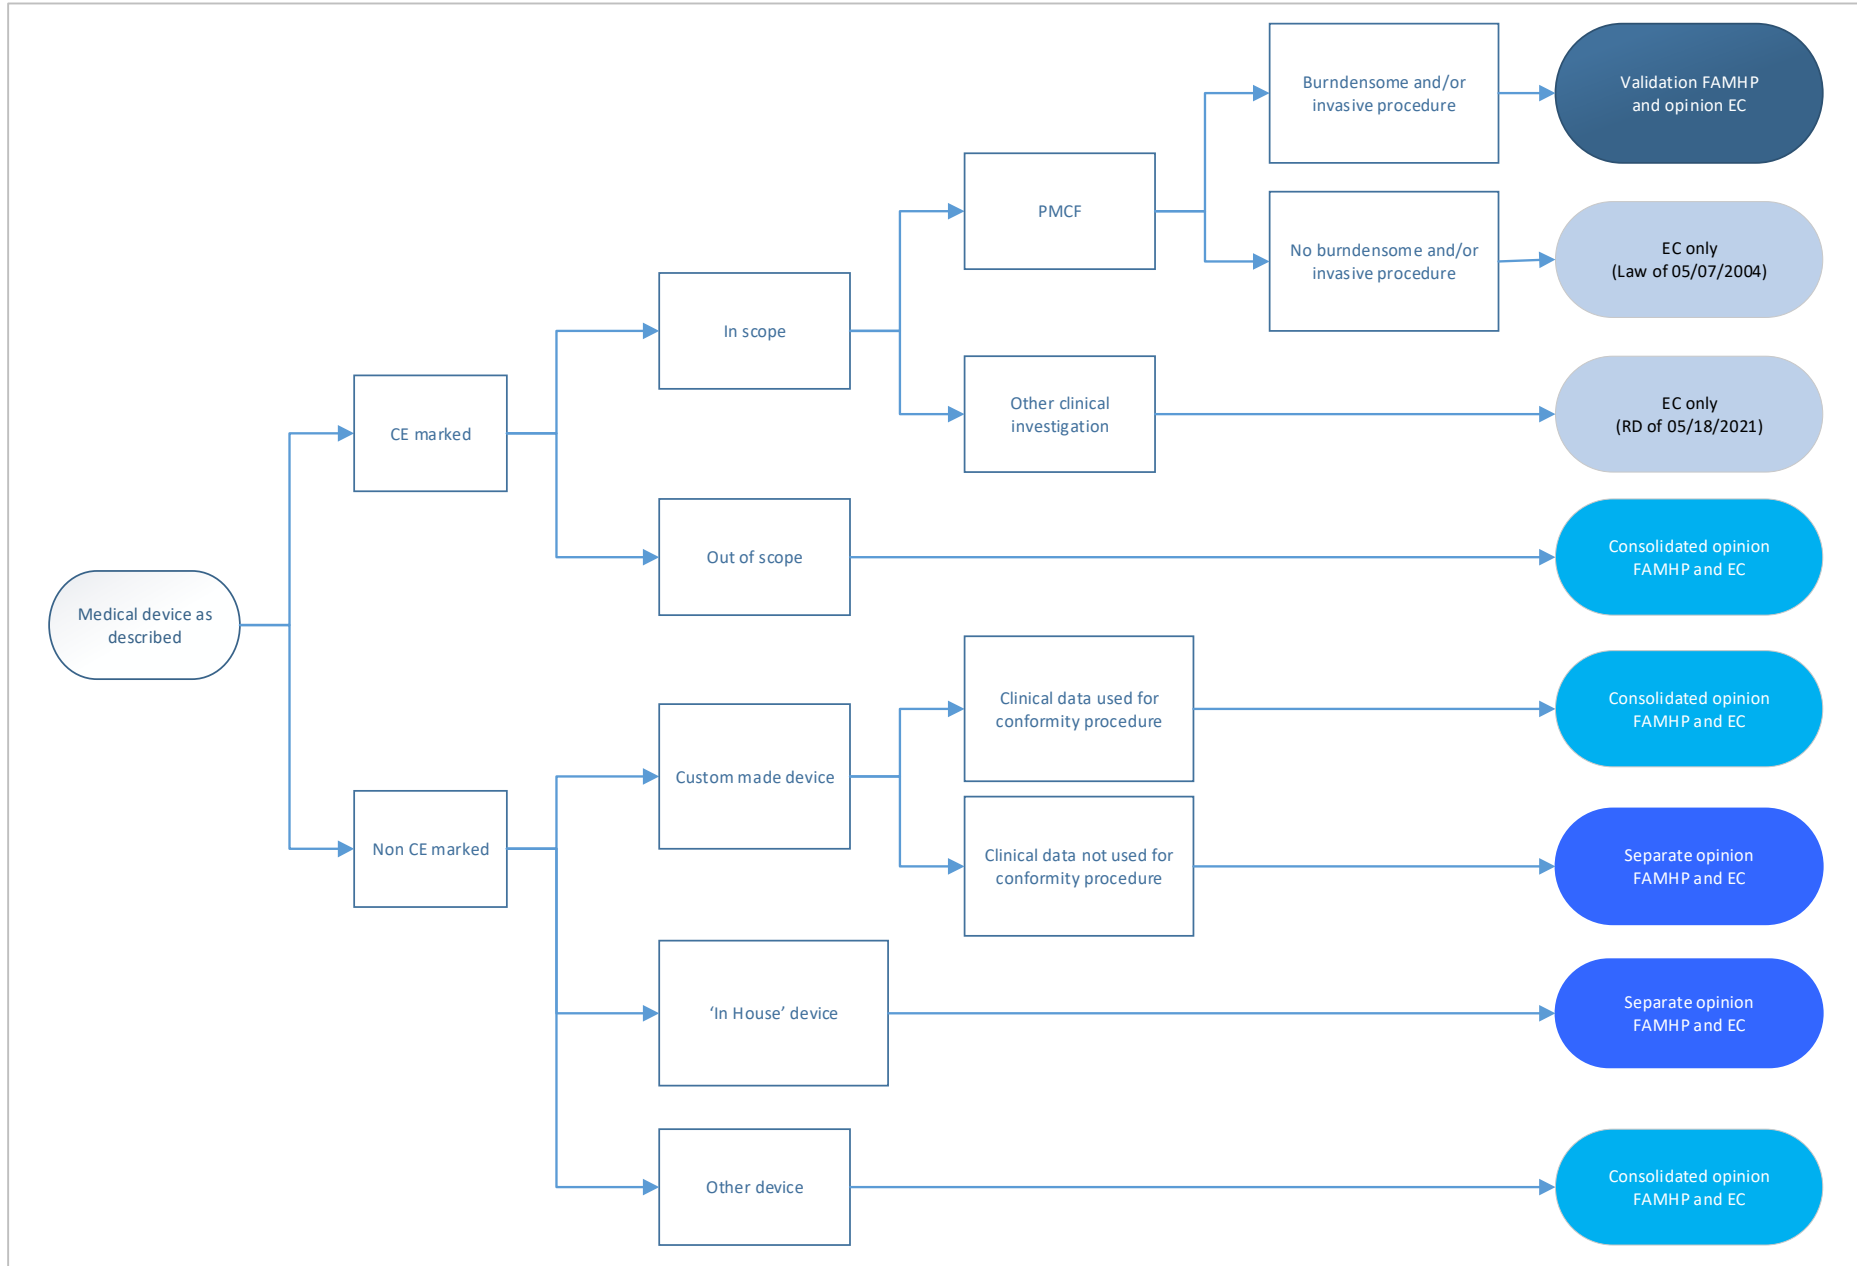 Burndensome and/or
invasive procedure
Validation FAMHP
and opinion EC
PMCF
No burndensome and/or
invasive procedure
EC only
(Law of 05/07/2004)
In scope
Other clinical
investigation
EC only
(RD of 05/18/2021)
CE marked
Out of scope
Consolidated opinion
FAMHP and EC
Medical device as
described
Clinical data used for
conformity procedure
Consolidated opinion
FAMHP and EC
Custom made device
Non CE marked
Clinical data not used for
conformity procedure
Separate opinion
FAMHP and EC
‘In House’ device
Separate opinion
FAMHP and EC
Other device
Consolidated opinion
FAMHP and EC